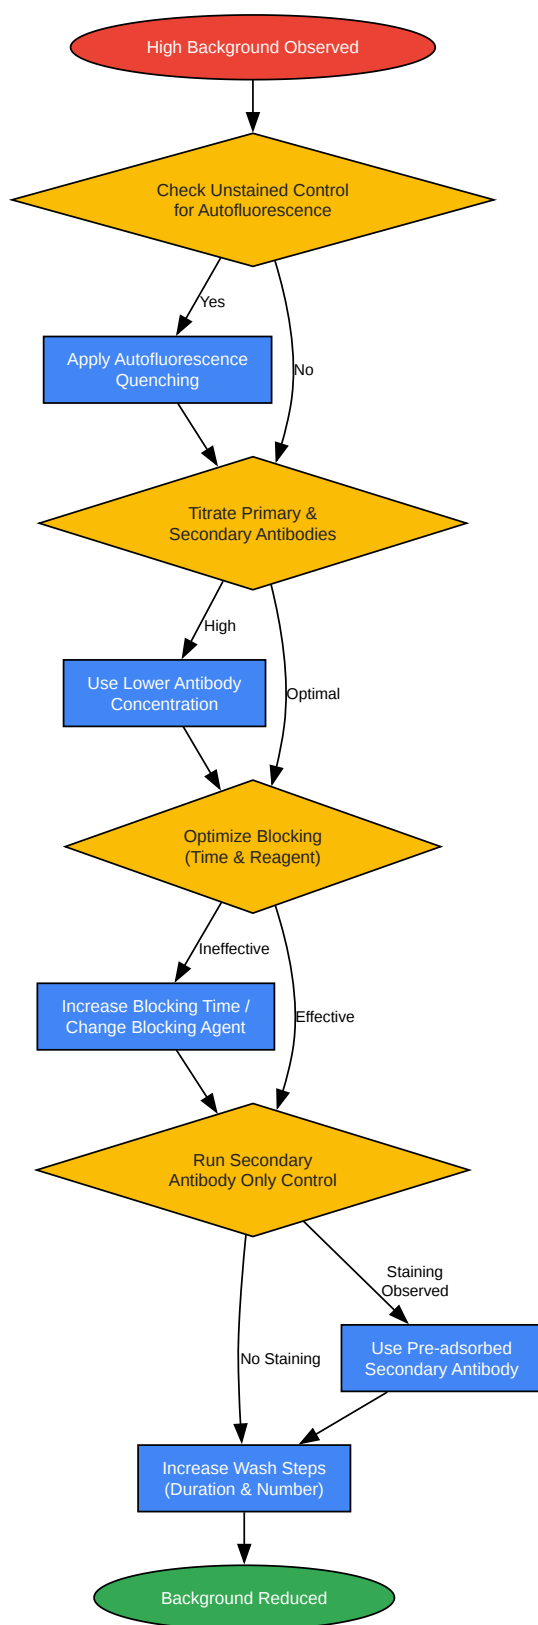 High Background Observed
Check Unstained Control
for Autofluorescence
Yes
No
Apply Autofluorescence
Quenching
Titrate Primary &
Secondary Antibodies
High
Optimal
Use Lower Antibody
Concentration
Optimize Blocking
(Time & Reagent)
Ineffective
Effective
Increase Blocking Time /
Change Blocking Agent
Run Secondary
Antibody Only Control
Staining
Observed
No Staining
Use Pre-adsorbed
Secondary Antibody
Increase Wash Steps
(Duration & Number)
Background Reduced